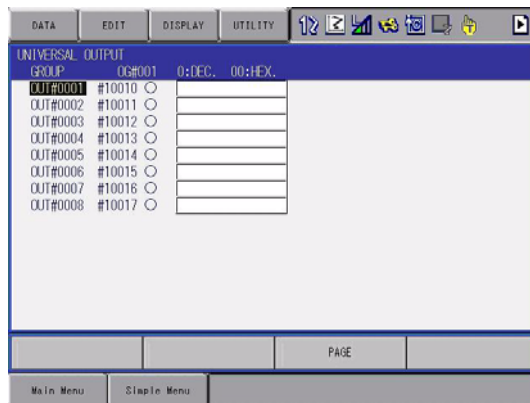 DATA EDIT DISPLAY UTILITY
UNIVERSAL OUTPUT
GROUP OG#001 0:DEC. 00:HEX.
OUT#0001 #10010
OUT#0002 #10011
OUT#0003 #10012
OUT#0004 #10013
OUT#0005 #10014
OUT#0006 #10015
OUT#0007 #10016
OUT#0008 #10017
PAGE
Main Menu Simple Menu